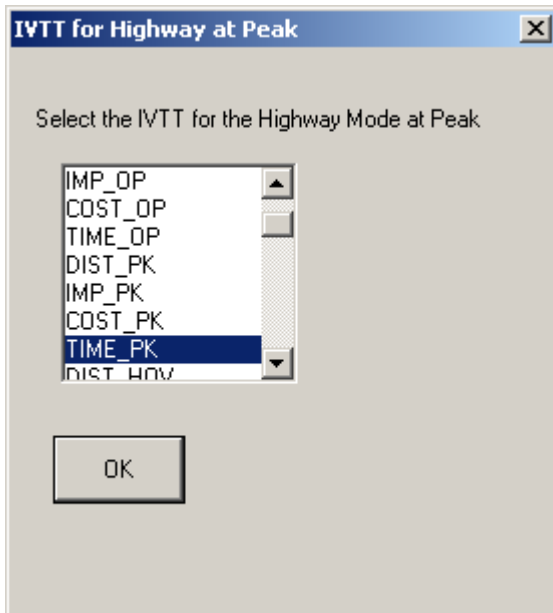 IVTT for Highway at Peak
Select the IVTT for the Highway Mode at Peak
IMP_OP
COST_OP
TIME_OP
DIST_PK
IMP_PK
COST_PK
TIME_PK
DIST_HOV
OK